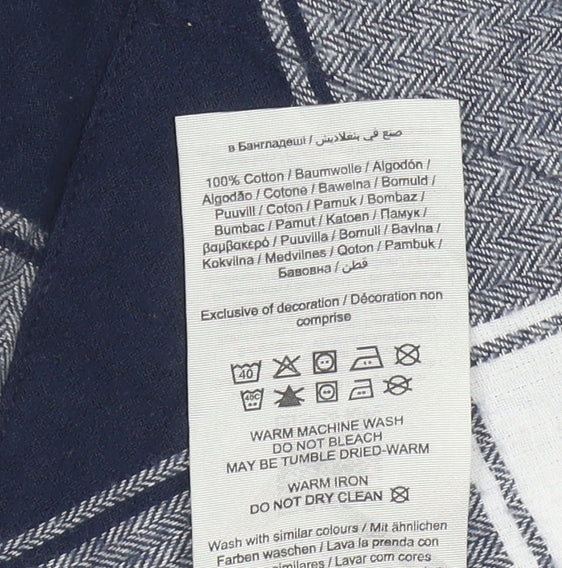 в Бангладеші / صنع في بنغلاديش
100% Cotton / Baumwolle / Algodón /
Algodão / Cotone / Bawełna / Bomuld /
Puuvill / Coton / Pamuk / Bombaz /
Bumbac / Pamut / Katoen / Памук /
βαμβακερό / Puuvilla / Bomull / Bavlna /
Kokvilna / Medvilnes / Qoton / Pambuk /
Бавовна / قطن /
Exclusive of decoration / Décoration non
comprise
40
40C
WARM MACHINE WASH
DO NOT BLEACH
MAY BE TUMBLE DRIED-WARM
WARM IRON
DO NOT DRY CLEAN
Wash with similar colours / Mit ähnlichen
Farben waschen / Lava la prenda con
similares / Lavar com cores